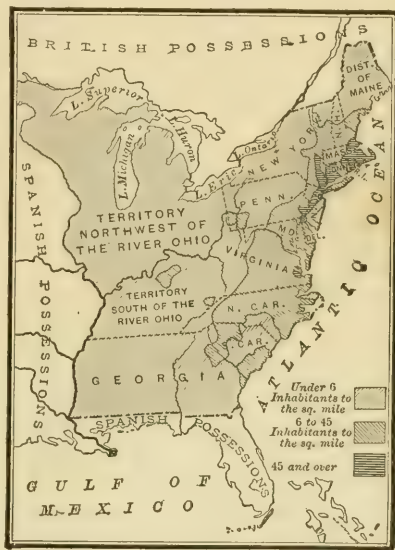 BRITISH POSSESSIONS
DIST. OF MAINE
L. Superior
L. Huron
L. Michigan
L. Ontario
L. Erie
NEW YORK
N.H.
MASS.
PENN.
MD.
TERRITORY
NORTHWEST OF
THE RIVER OHIO
VIRGINIA
SPANISH POSSESSIONS
TERRITORY
SOUTH OF THE
RIVER OHIO
N. CAR.
S. CAR.
GEORGIA
ATLANTIC OCEAN
SPANISH POSSESSIONS
GULF OF
MEXICO
Under 6
Inhabitants to
the sq. mile
6 to 45
Inhabitants to
the sq. mile
45 and over